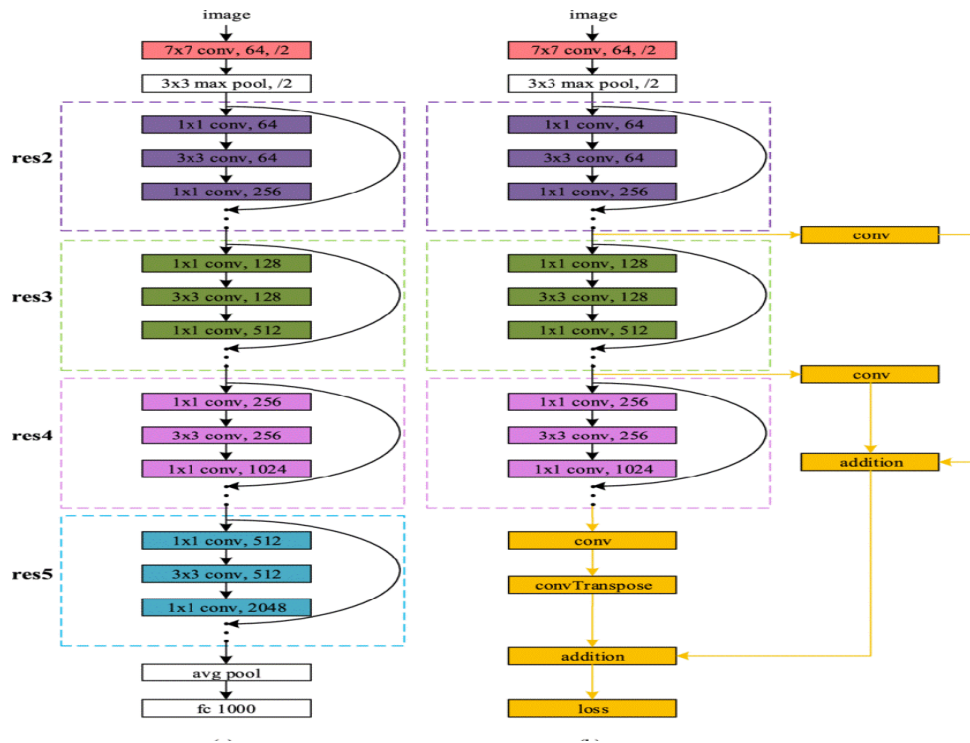 image
7x7 conv, 64, /2
3x3 max pool, /2
res2
1x1 conv, 64
3x3 conv, 64
1x1 conv, 256
res3
1x1 conv, 128
3x3 conv, 128
1x1 conv, 512
res4
1x1 conv, 256
3x3 conv, 256
1x1 conv, 1024
res5
1x1 conv, 512
3x3 conv, 512
1x1 conv, 2048
avg pool
fc 1000
image
7x7 conv, 64, /2
3x3 max pool, /2
1x1 conv, 64
3x3 conv, 64
1x1 conv, 256
conv
1x1 conv, 128
3x3 conv, 128
1x1 conv, 512
conv
1x1 conv, 256
3x3 conv, 256
1x1 conv, 1024
addition
conv
convTranspose
addition
loss